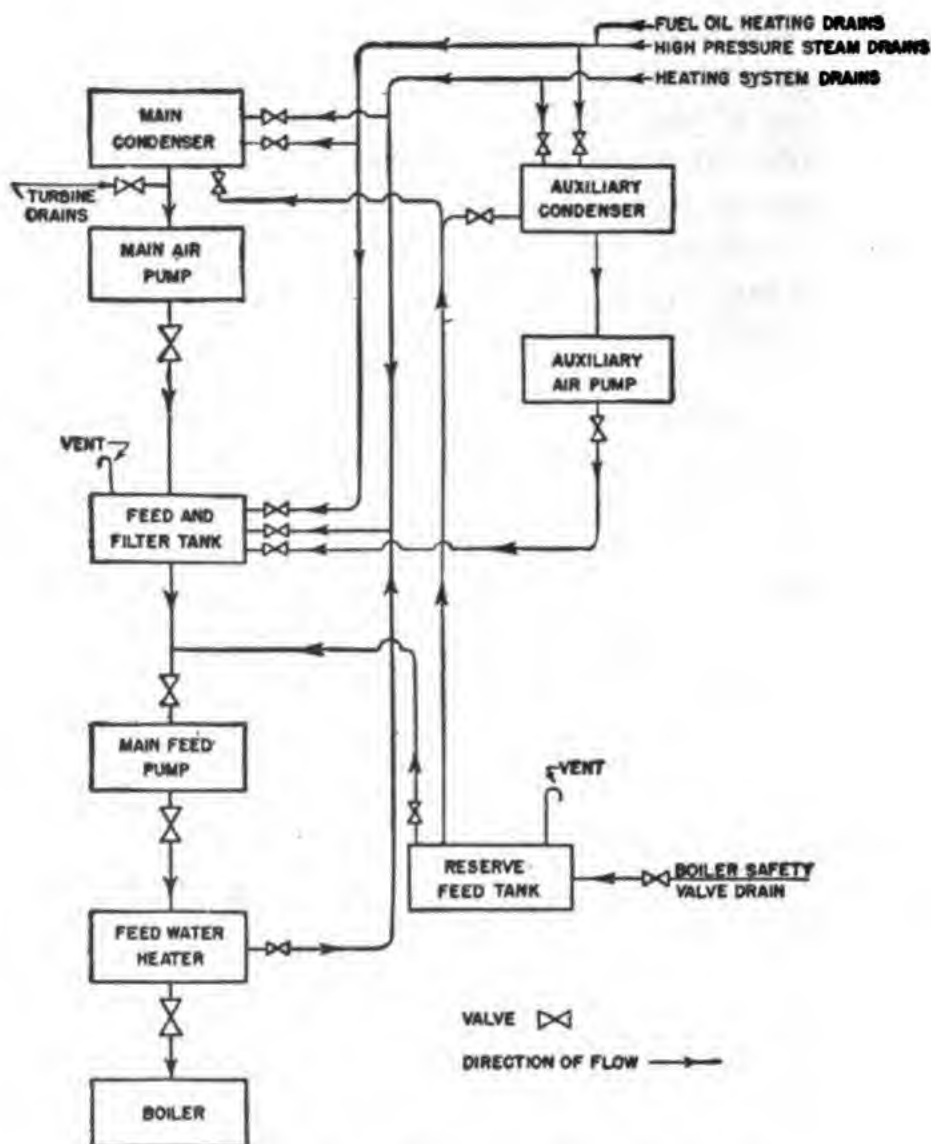 FUEL OIL HEATING DRAINS
HIGH PRESSURE STEAM DRAINS
HEATING SYSTEM DRAINS
MAIN
CONDENSER
AUXILIARY
CONDENSER
TURBINE
DRAINS
MAIN AIR
PUMP
AUXILIARY
AIR PUMP
VENT
FEED AND
FILTER TANK
MAIN FEED
PUMP
VENT
RESERVE
FEED TANK
BOILER SAFETY
VALVE DRAIN
FEED WATER
HEATER
VALVE
DIRECTION OF FLOW
BOILER